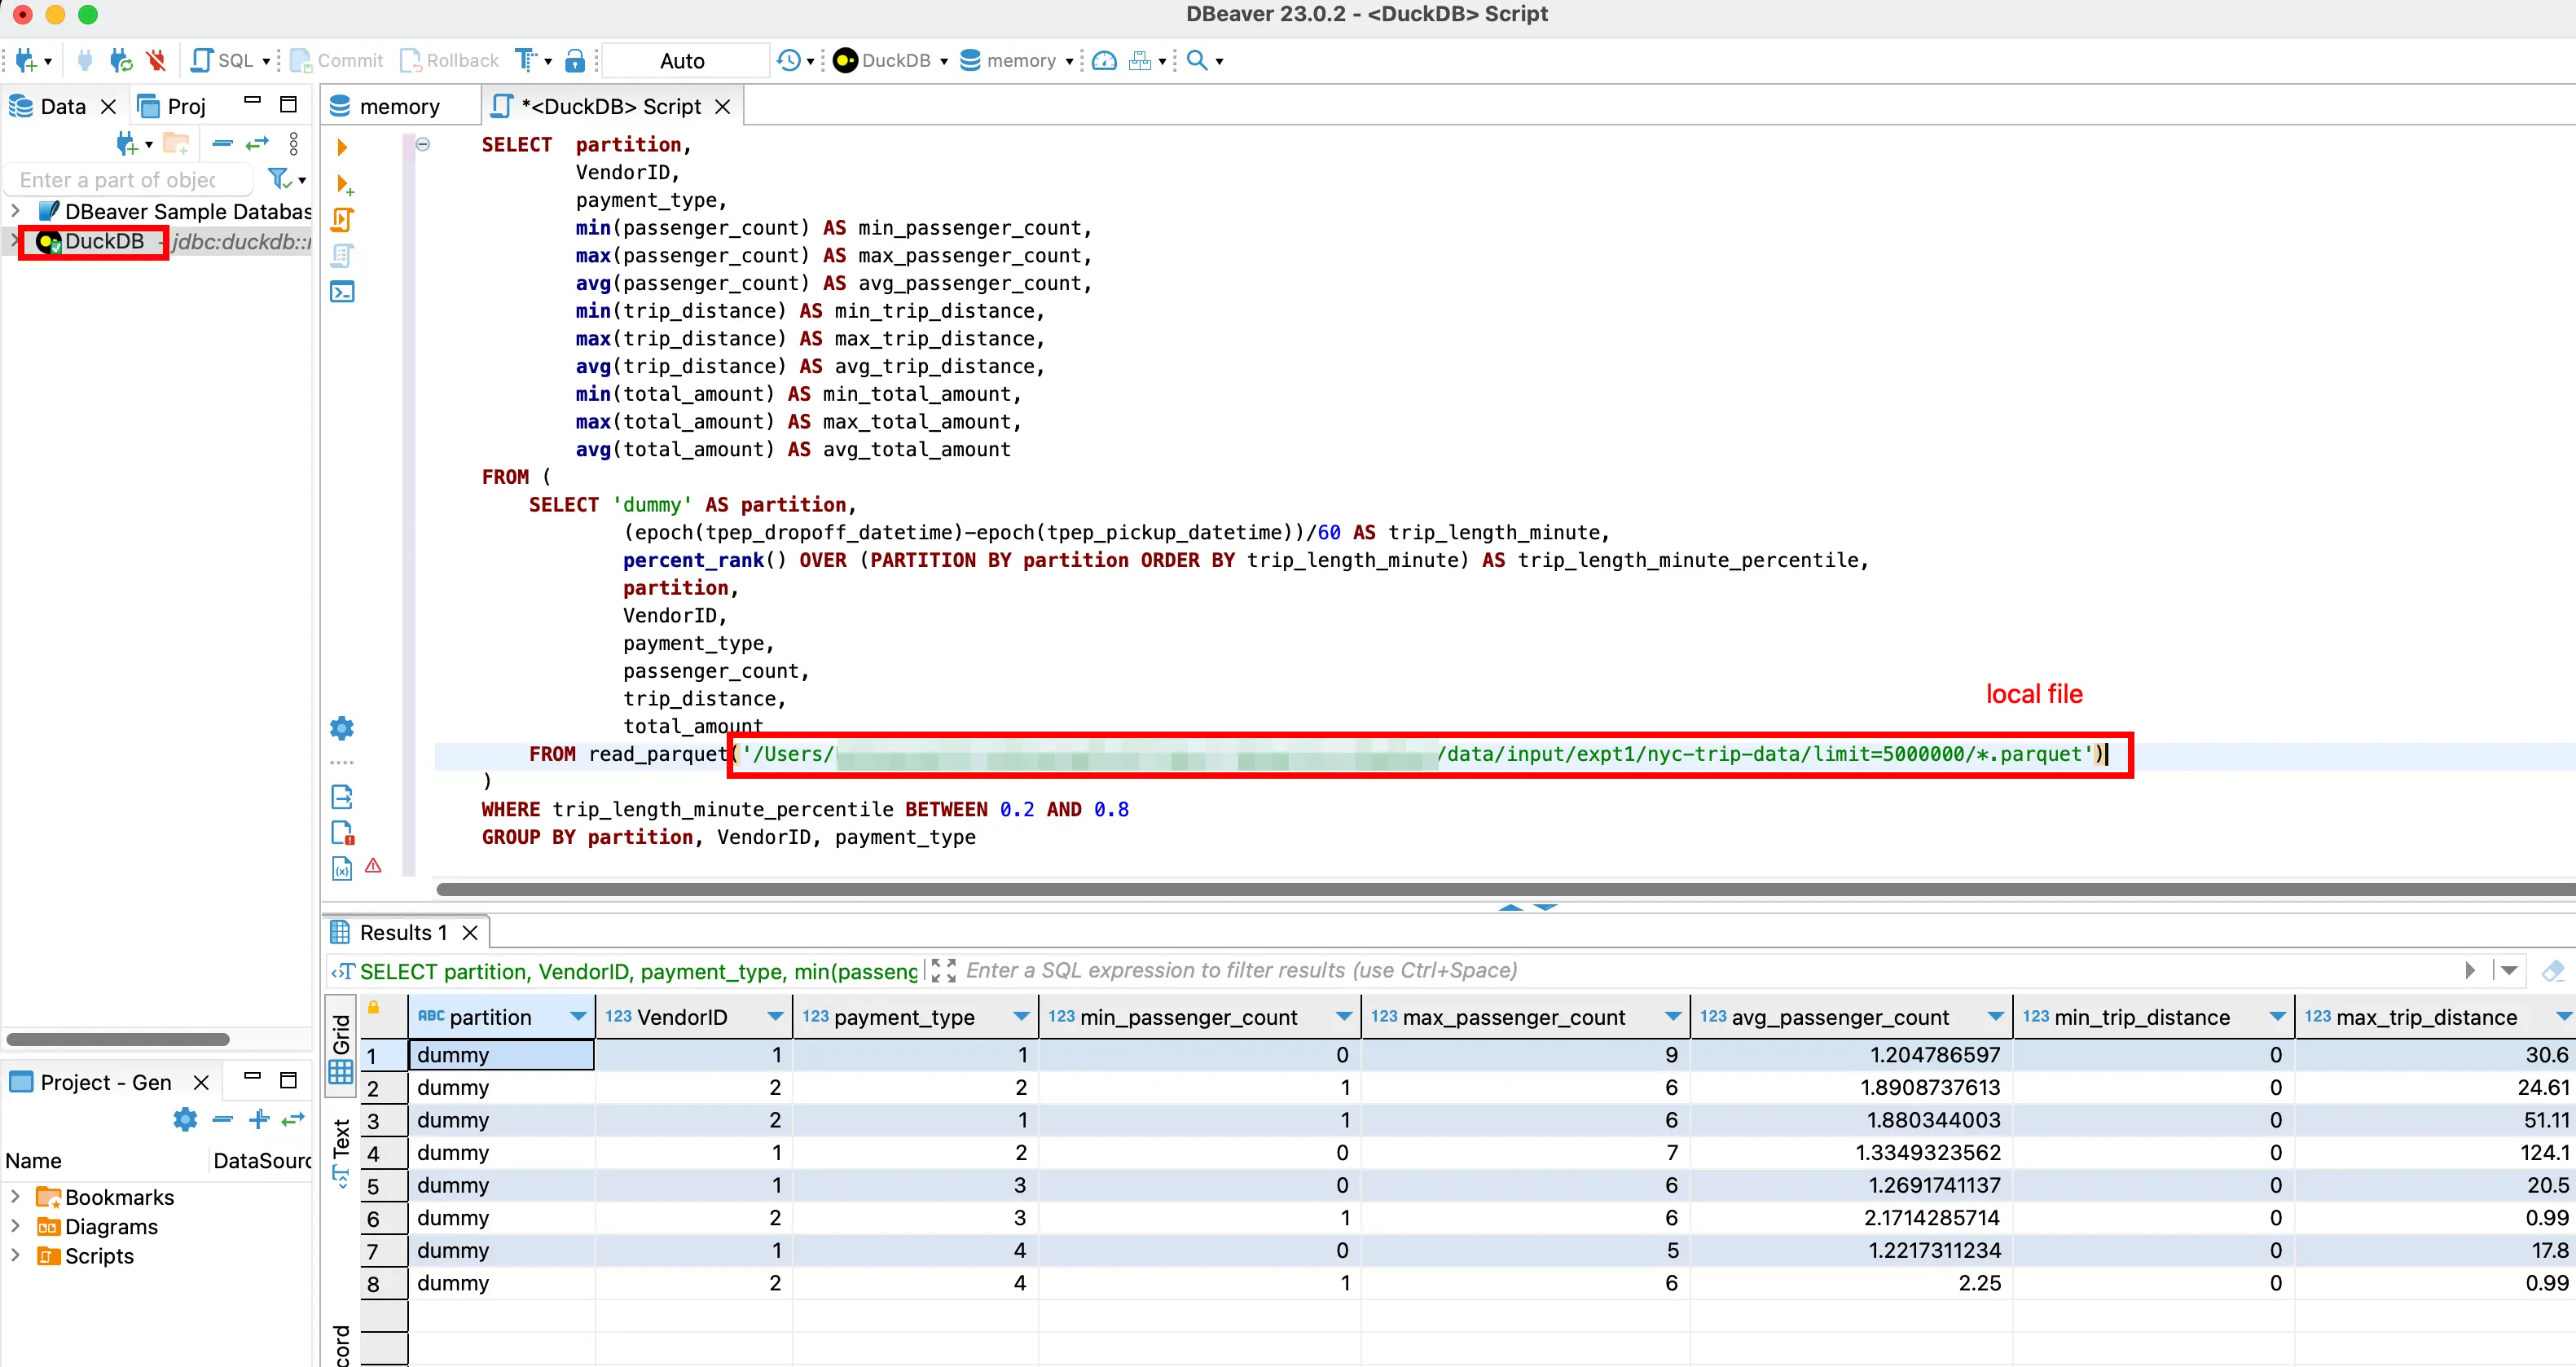 DBeaver 23.0.2 - <DuckDB> Script
SQL Commit Rollback Auto DuckDB memory
Data Proj
memory *<DuckDB> Script
Enter a part of objec
DBeaver Sample Databas
DuckDB - jdbc:duckdb::
SELECT partition,
VendorID,
payment_type,
min(passenger_count) AS min_passenger_count,
max(passenger_count) AS max_passenger_count,
avg(passenger_count) AS avg_passenger_count,
min(trip_distance) AS min_trip_distance,
max(trip_distance) AS max_trip_distance,
avg(trip_distance) AS avg_trip_distance,
min(total_amount) AS min_total_amount,
max(total_amount) AS max_total_amount,
avg(total_amount) AS avg_total_amount
FROM (
SELECT 'dummy' AS partition,
(epoch(tpep_dropoff_datetime)-epoch(tpep_pickup_datetime))/60 AS trip_length_minute,
percent_rank() OVER (PARTITION BY partition ORDER BY trip_length_minute) AS trip_length_minute_percentile,
partition,
VendorID,
payment_type,
passenger_count,
trip_distance,
total_amount
local file
FROM read_parquet('/Users/ /data/input/expt1/nyc-trip-data/limit=5000000/*.parquet')
)
WHERE trip_length_minute_percentile BETWEEN 0.2 AND 0.8
GROUP BY partition, VendorID, payment_type
Results 1
SELECT partition, VendorID, payment_type, min(passeng Enter a SQL expression to filter results (use Ctrl+Space)
Grid
Text
cord
ABC partition 123 VendorID 123 payment_type 123 min_passenger_count 123 max_passenger_count 123 avg_passenger_count 123 min_trip_distance 123 max_trip_distance
1 dummy 1 1 0 9 1.204786597 0 30.6
2 dummy 2 2 1 6 1.8908737613 0 24.61
3 dummy 2 1 1 6 1.880344003 0 51.11
4 dummy 1 2 0 7 1.3349323562 0 124.1
5 dummy 1 3 0 6 1.2691741137 0 20.5
6 dummy 2 3 1 6 2.1714285714 0 0.99
7 dummy 1 4 0 5 1.2217311234 0 17.8
8 dummy 2 4 1 6 2.25 0 0.99
Project - Gen
Name DataSourc
Bookmarks
Diagrams
Scripts